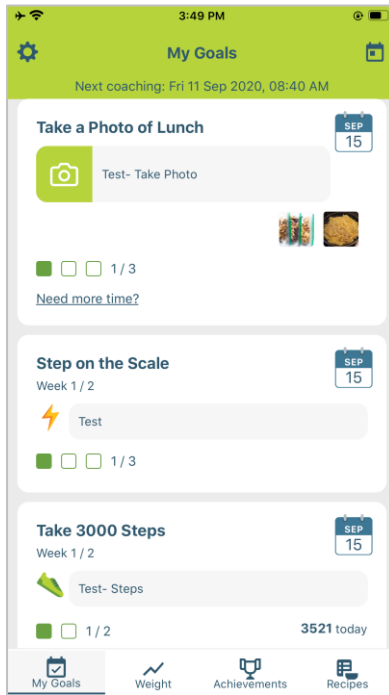 3:49 PM
My Goals
Next coaching: Fri 11 Sep 2020, 08:40 AM
Take a Photo of Lunch
SEP
15
Test- Take Photo
1 / 3
Need more time?
Step on the Scale
SEP
15
Week 1 / 2
Test
1 / 3
Take 3000 Steps
SEP
15
Week 1 / 2
Test- Steps
1 / 2
3521 today
My Goals
Weight
Achievements
Recipes